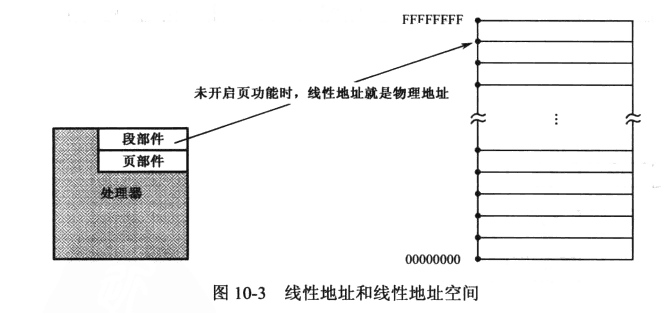 FFFFFFFF
未开启页功能时，线性地址就是物理地址
段部件
页部件
处理器
00000000
图 10-3 线性地址和线性地址空间